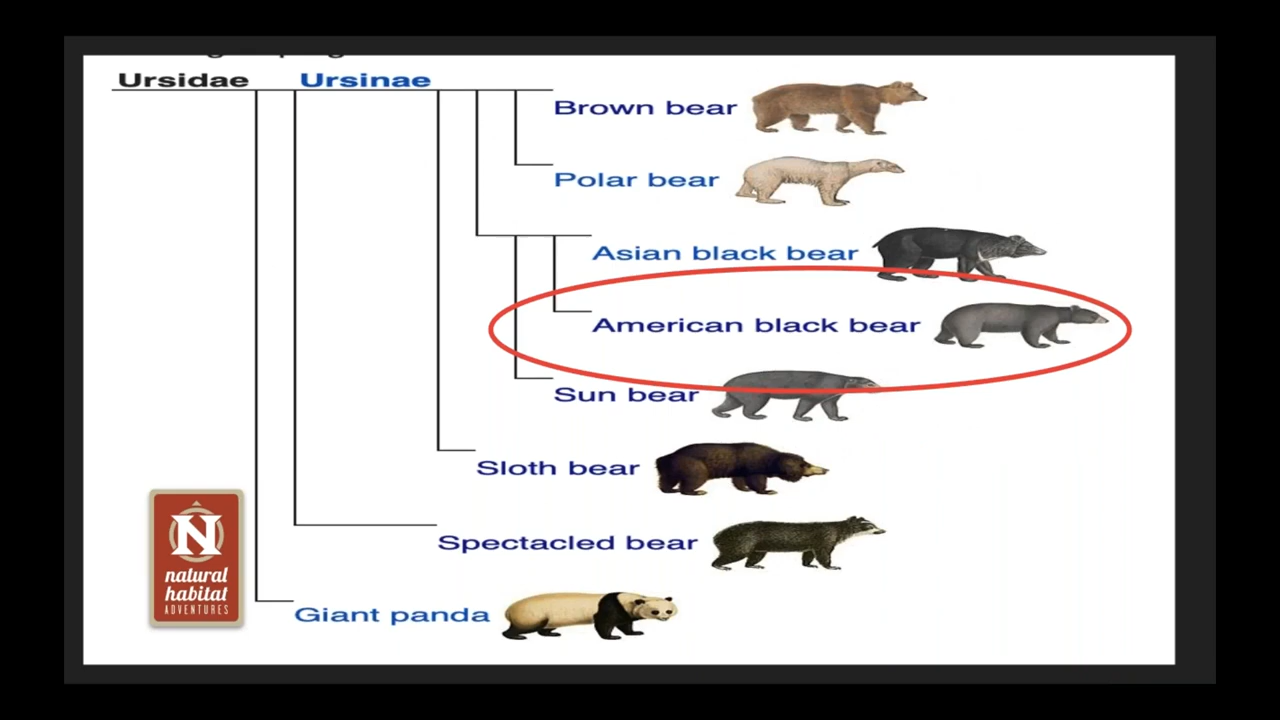 Ursidae Ursinae
Brown bear
Polar bear
Asian black bear
American black bear
Sun bear
Sloth bear
Spectacled bear
Giant panda
N
natural
habitat
ADVENTURES